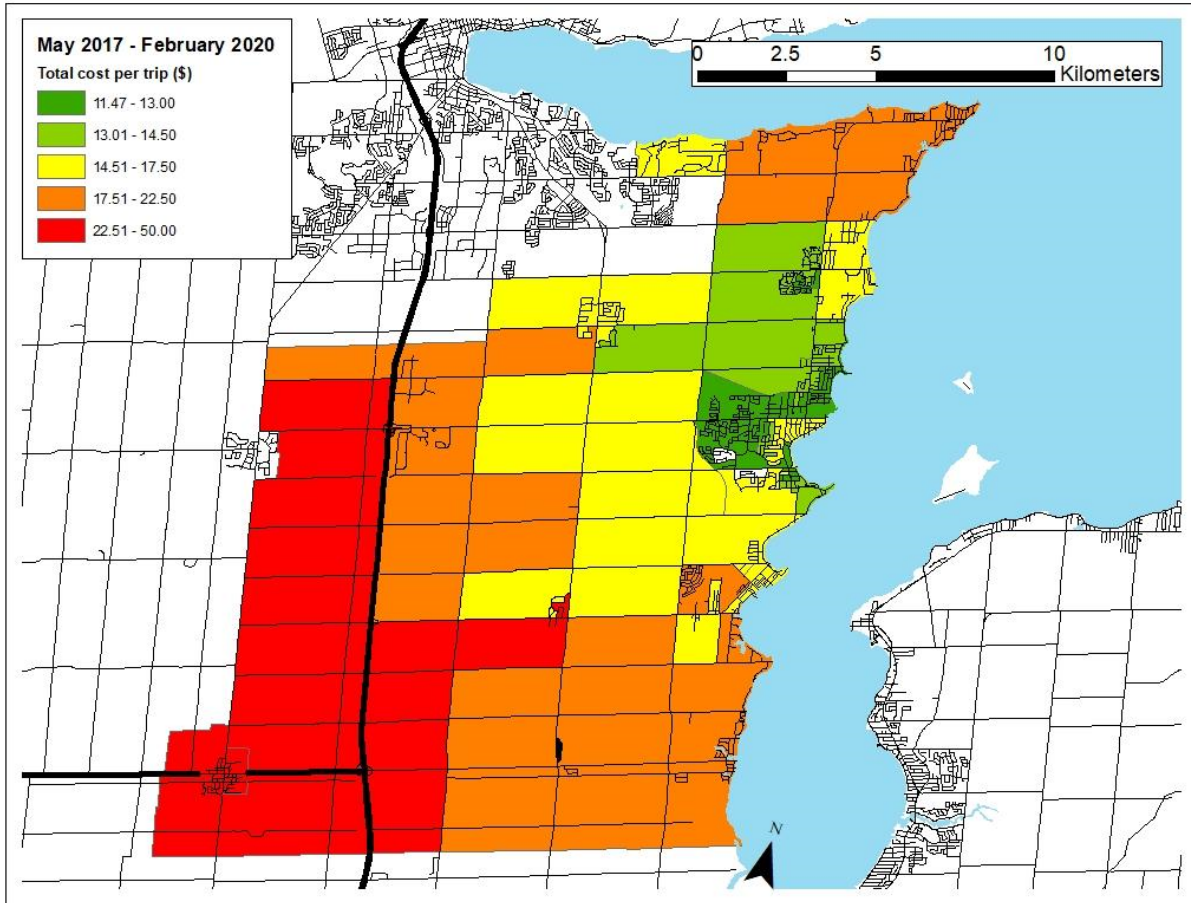 May 2017 - February 2020
Total cost per trip ($)
11.47 - 13.00
13.01 - 14.50
14.51 - 17.50
17.51 - 22.50
22.51 - 50.00
0 2.5 5 10
Kilometers
N